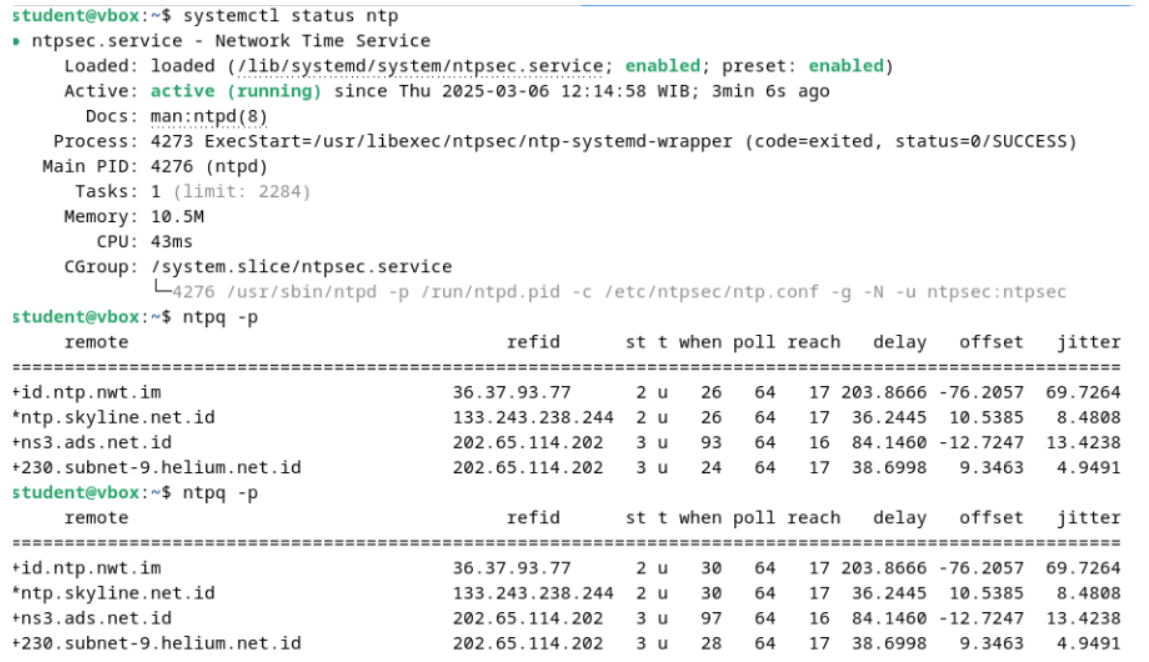 student@vbox:~$ systemctl status ntp
● ntpsec.service - Network Time Service
Loaded: loaded (/lib/systemd/system/ntpsec.service; enabled; preset: enabled)
Active: active (running) since Thu 2025-03-06 12:14:58 WIB; 3min 6s ago
Docs: man:ntpd(8)
Process: 4273 ExecStart=/usr/libexec/ntpsec/ntp-systemd-wrapper (code=exited, status=0/SUCCESS)
Main PID: 4276 (ntpd)
Tasks: 1 (limit: 2284)
Memory: 10.5M
CPU: 43ms
CGroup: /system.slice/ntpsec.service
└─4276 /usr/sbin/ntpd -p /run/ntpd.pid -c /etc/ntpsec/ntp.conf -g -N -u ntpsec:ntpsec
student@vbox:~$ ntpq -p
remote refid st t when poll reach delay offset jitter
=======================================================================================================
+id.ntp.nwt.im 36.37.93.77 2 u 26 64 17 203.8666 -76.2057 69.7264
*ntp.skyline.net.id 133.243.238.244 2 u 26 64 17 36.2445 10.5385 8.4808
+ns3.ads.net.id 202.65.114.202 3 u 93 64 16 84.1460 -12.7247 13.4238
+230.subnet-9.helium.net.id 202.65.114.202 3 u 24 64 17 38.6998 9.3463 4.9491
student@vbox:~$ ntpq -p
remote refid st t when poll reach delay offset jitter
=======================================================================================================
+id.ntp.nwt.im 36.37.93.77 2 u 30 64 17 203.8666 -76.2057 69.7264
*ntp.skyline.net.id 133.243.238.244 2 u 30 64 17 36.2445 10.5385 8.4808
+ns3.ads.net.id 202.65.114.202 3 u 97 64 16 84.1460 -12.7247 13.4238
+230.subnet-9.helium.net.id 202.65.114.202 3 u 28 64 17 38.6998 9.3463 4.9491